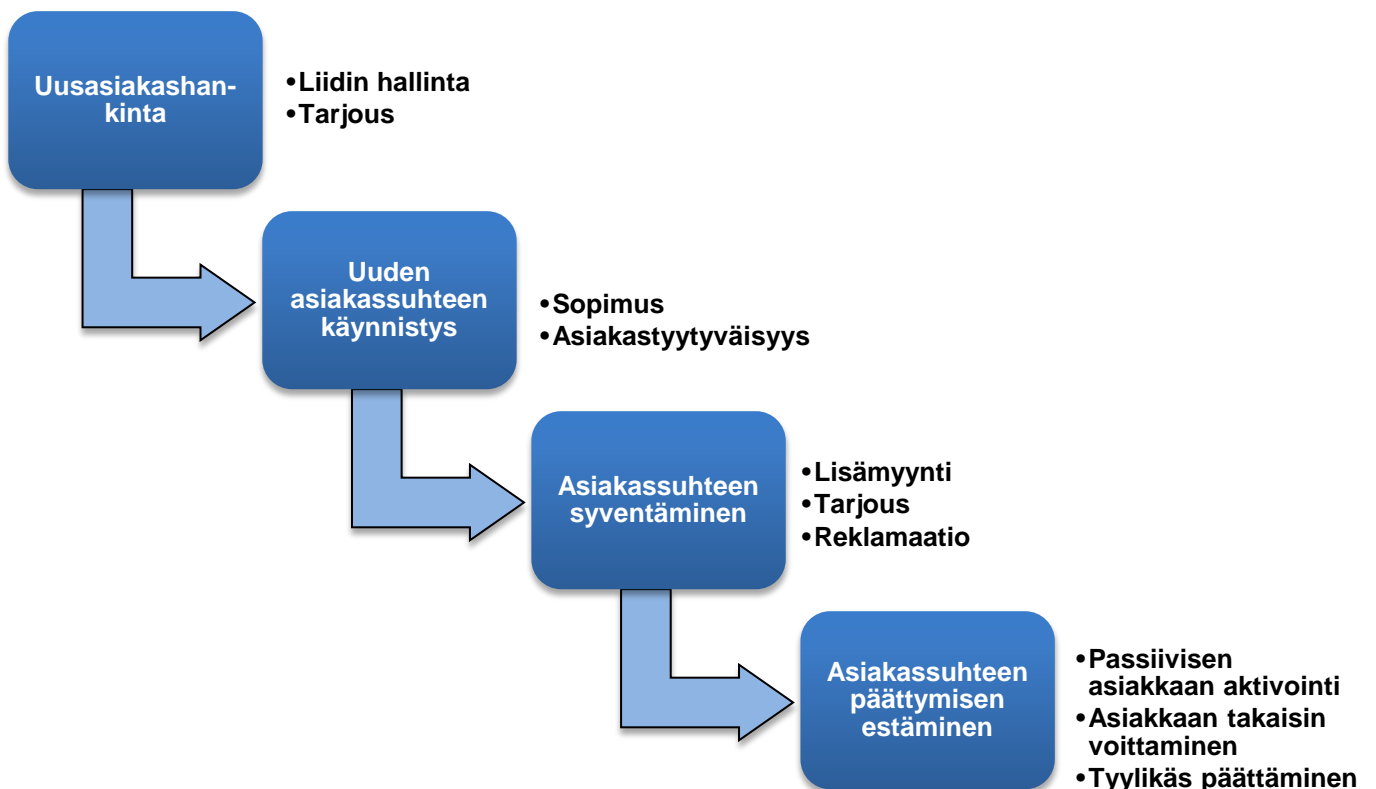 Uusasiakashan-
kinta
•Liidin hallinta
•Tarjous
Uuden
asiakassuhteen
käynnistys
•Sopimus
•Asiakastyytyväisyys
Asiakassuhteen
syventäminen
•Lisämyynti
•Tarjous
•Reklamaatio
Asiakassuhteen
päättymisen
estäminen
•Passiivisen
asiakkaan aktivointi
•Asiakkaan takaisin
voittaminen
•Tyylikäs päättäminen